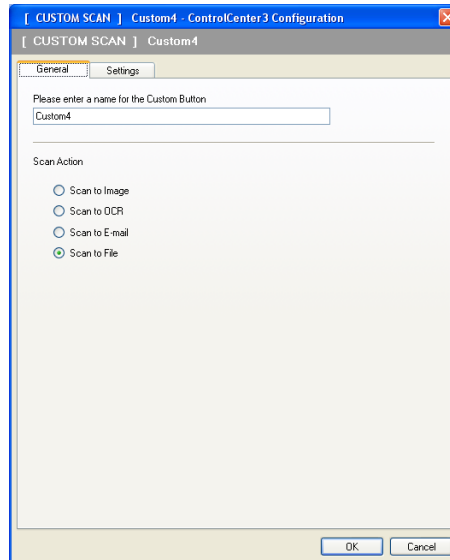 [ CUSTOM SCAN ] Custom4 - ControlCenter3 Configuration
[ CUSTOM SCAN ] Custom4
General Settings
Please enter a name for the Custom Button
Custom4
Scan Action
Scan to Image
Scan to OCR
Scan to E-mail
Scan to File
OK Cancel